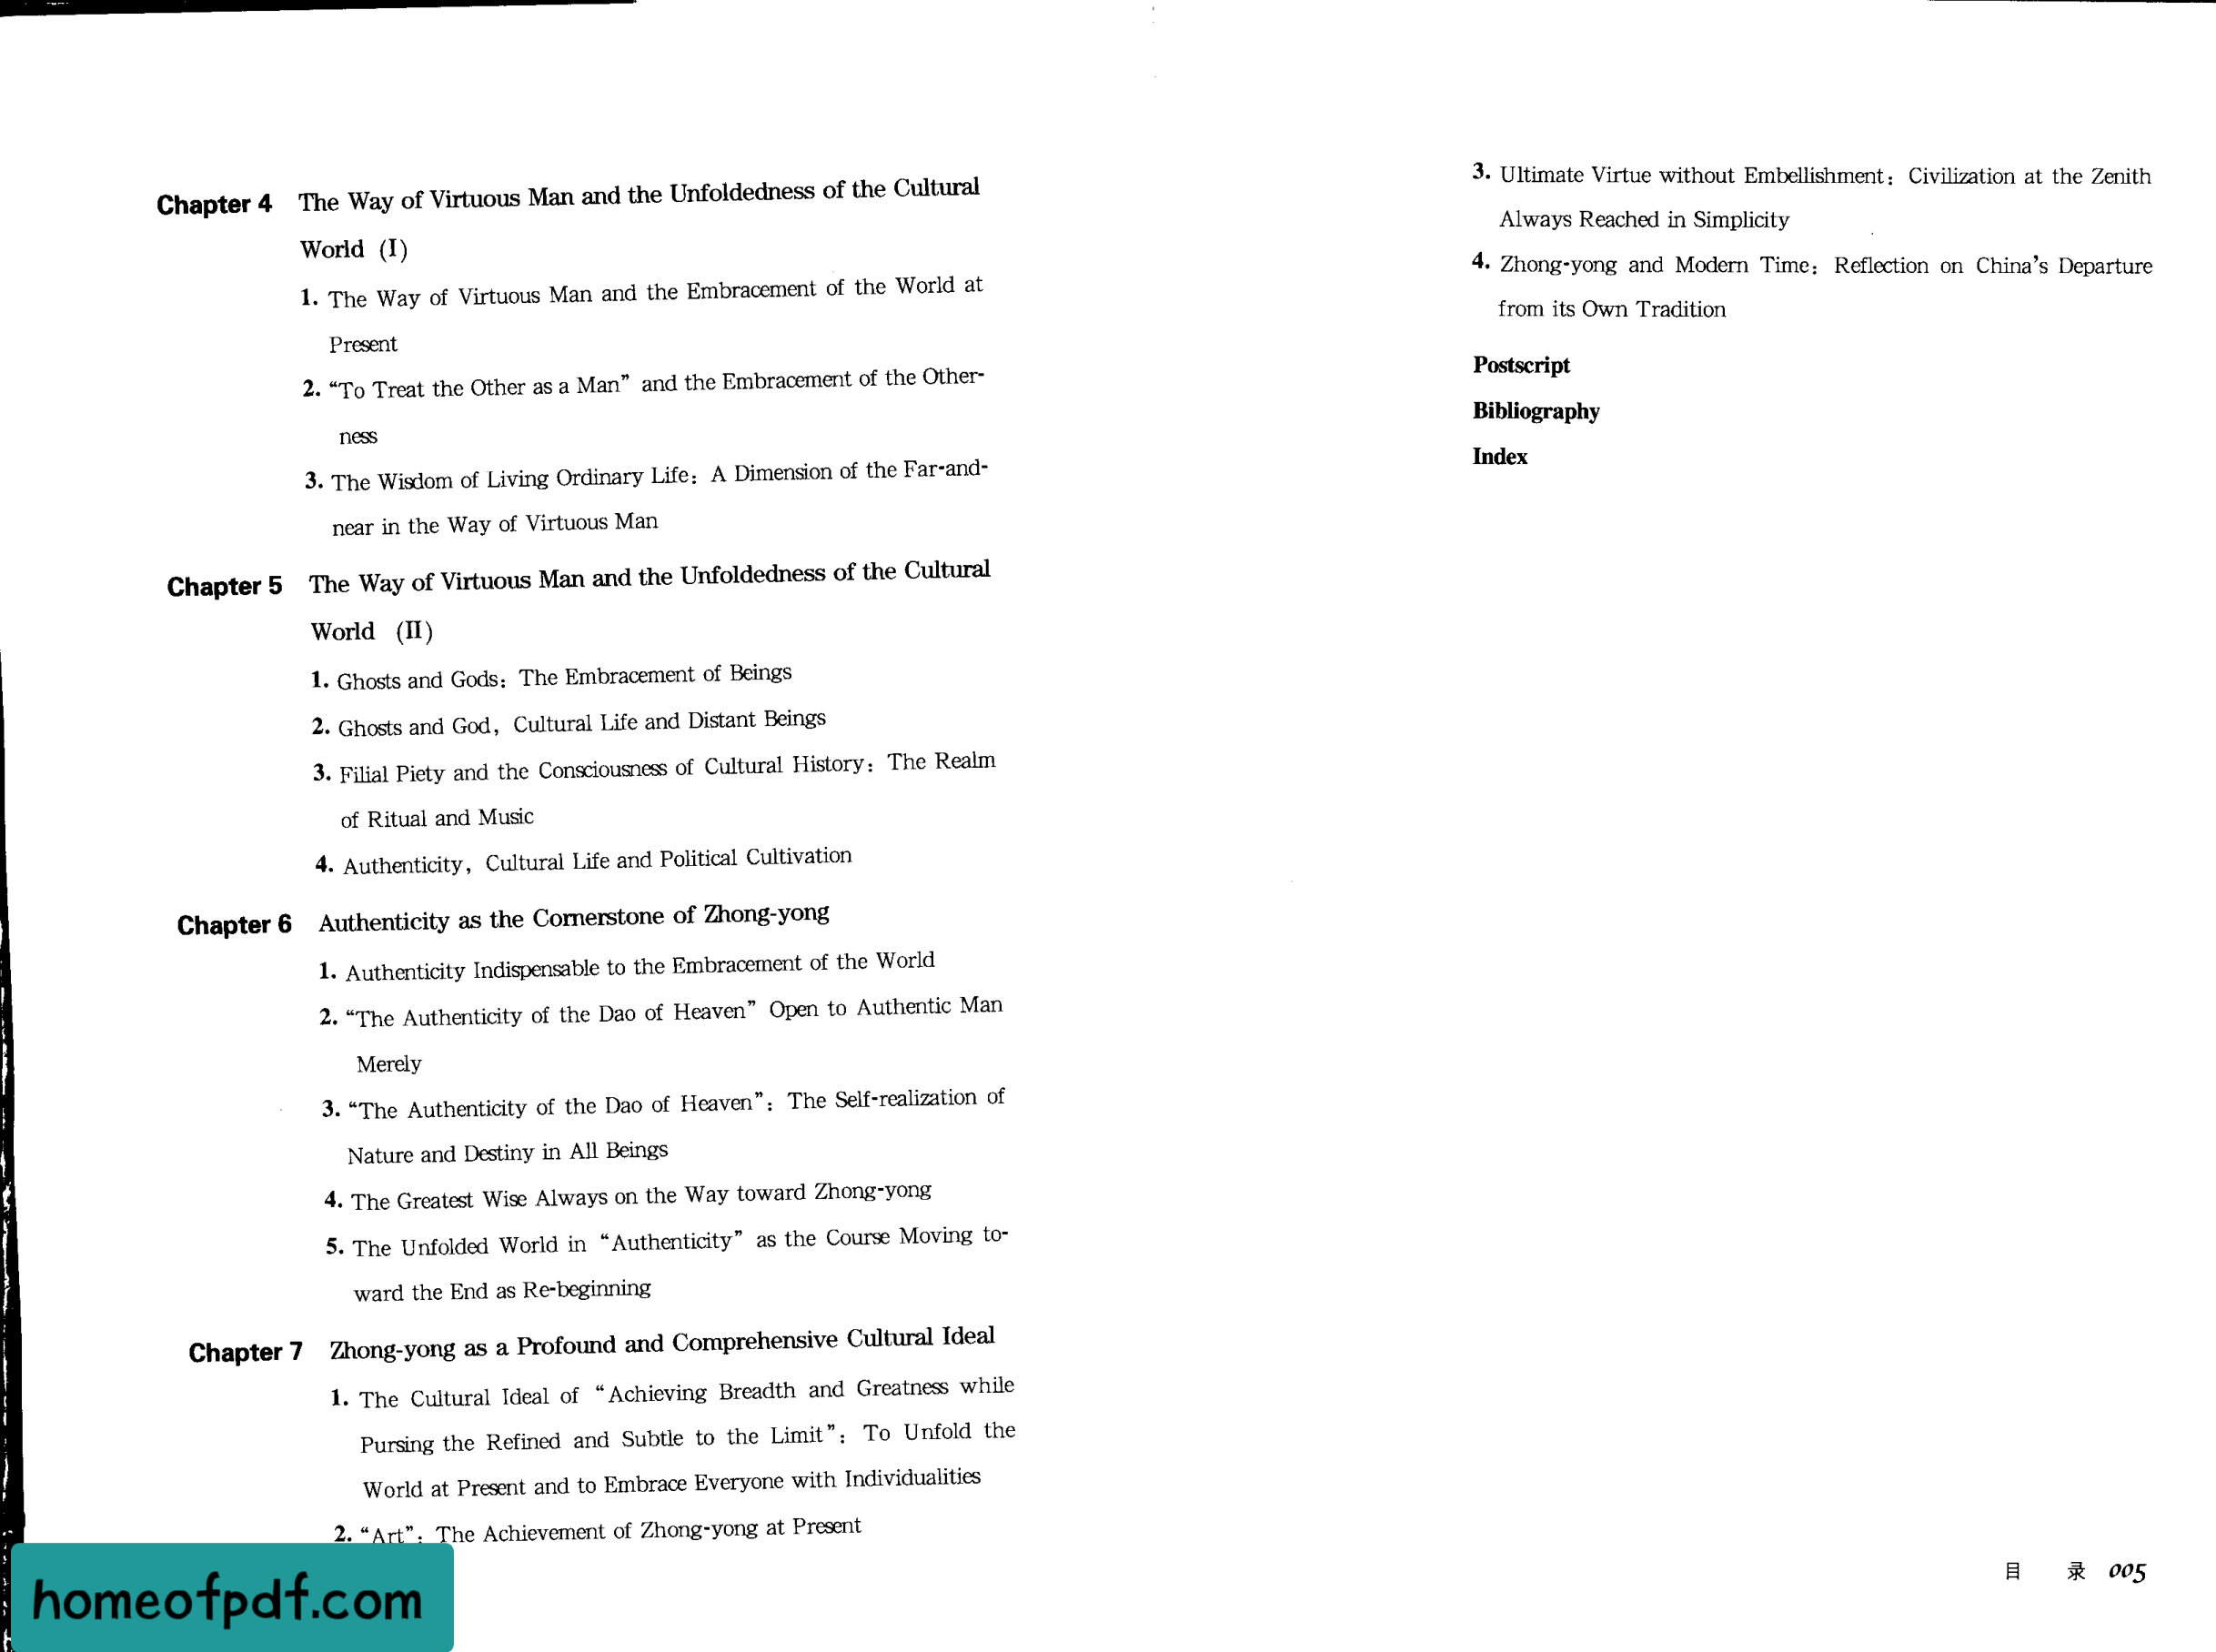 Chapter 4 The Way of Virtuous Man and the Unfoldedness of the Cultural
World (I)
1. The Way of Virtuous Man and the Embracement of the World at
Present
2. “To Treat the Other as a Man” and the Embracement of the Other-
ness
3. The Wisdom of Living Ordinary Life: A Dimension of the Far-and-
near in the Way of Virtuous Man
Chapter 5 The Way of Virtuous Man and the Unfoldedness of the Cultural
World (II)
1. Ghosts and Gods: The Embracement of Beings
2. Ghosts and God, Cultural Life and Distant Beings
3. Filial Piety and the Consciousness of Cultural History: The Realm
of Ritual and Music
4. Authenticity, Cultural Life and Political Cultivation
Chapter 6 Authenticity as the Cornerstone of Zhong-yong
1. Authenticity Indispensable to the Embracement of the World
2. “The Authenticity of the Dao of Heaven” Open to Authentic Man
Merely
3. “The Authenticity of the Dao of Heaven”: The Self-realization of
Nature and Destiny in All Beings
4. The Greatest Wise Always on the Way toward Zhong-yong
5. The Unfolded World in “Authenticity” as the Course Moving to-
ward the End as Re-beginning
Chapter 7 Zhong-yong as a Profound and Comprehensive Cultural Ideal
1. The Cultural Ideal of “Achieving Breadth and Greatness while
Pursing the Refined and Subtle to the Limit”: To Unfold the
World at Present and to Embrace Everyone with Individualities
2. “Art”: The Achievement of Zhong-yong at Present
homeofpdf.com
3. Ultimate Virtue without Embellishment: Civilization at the Zenith
Always Reached in Simplicity
4. Zhong-yong and Modern Time: Reflection on China’s Departure
from its Own Tradition
Postscript
Bibliography
Index
目 录 005